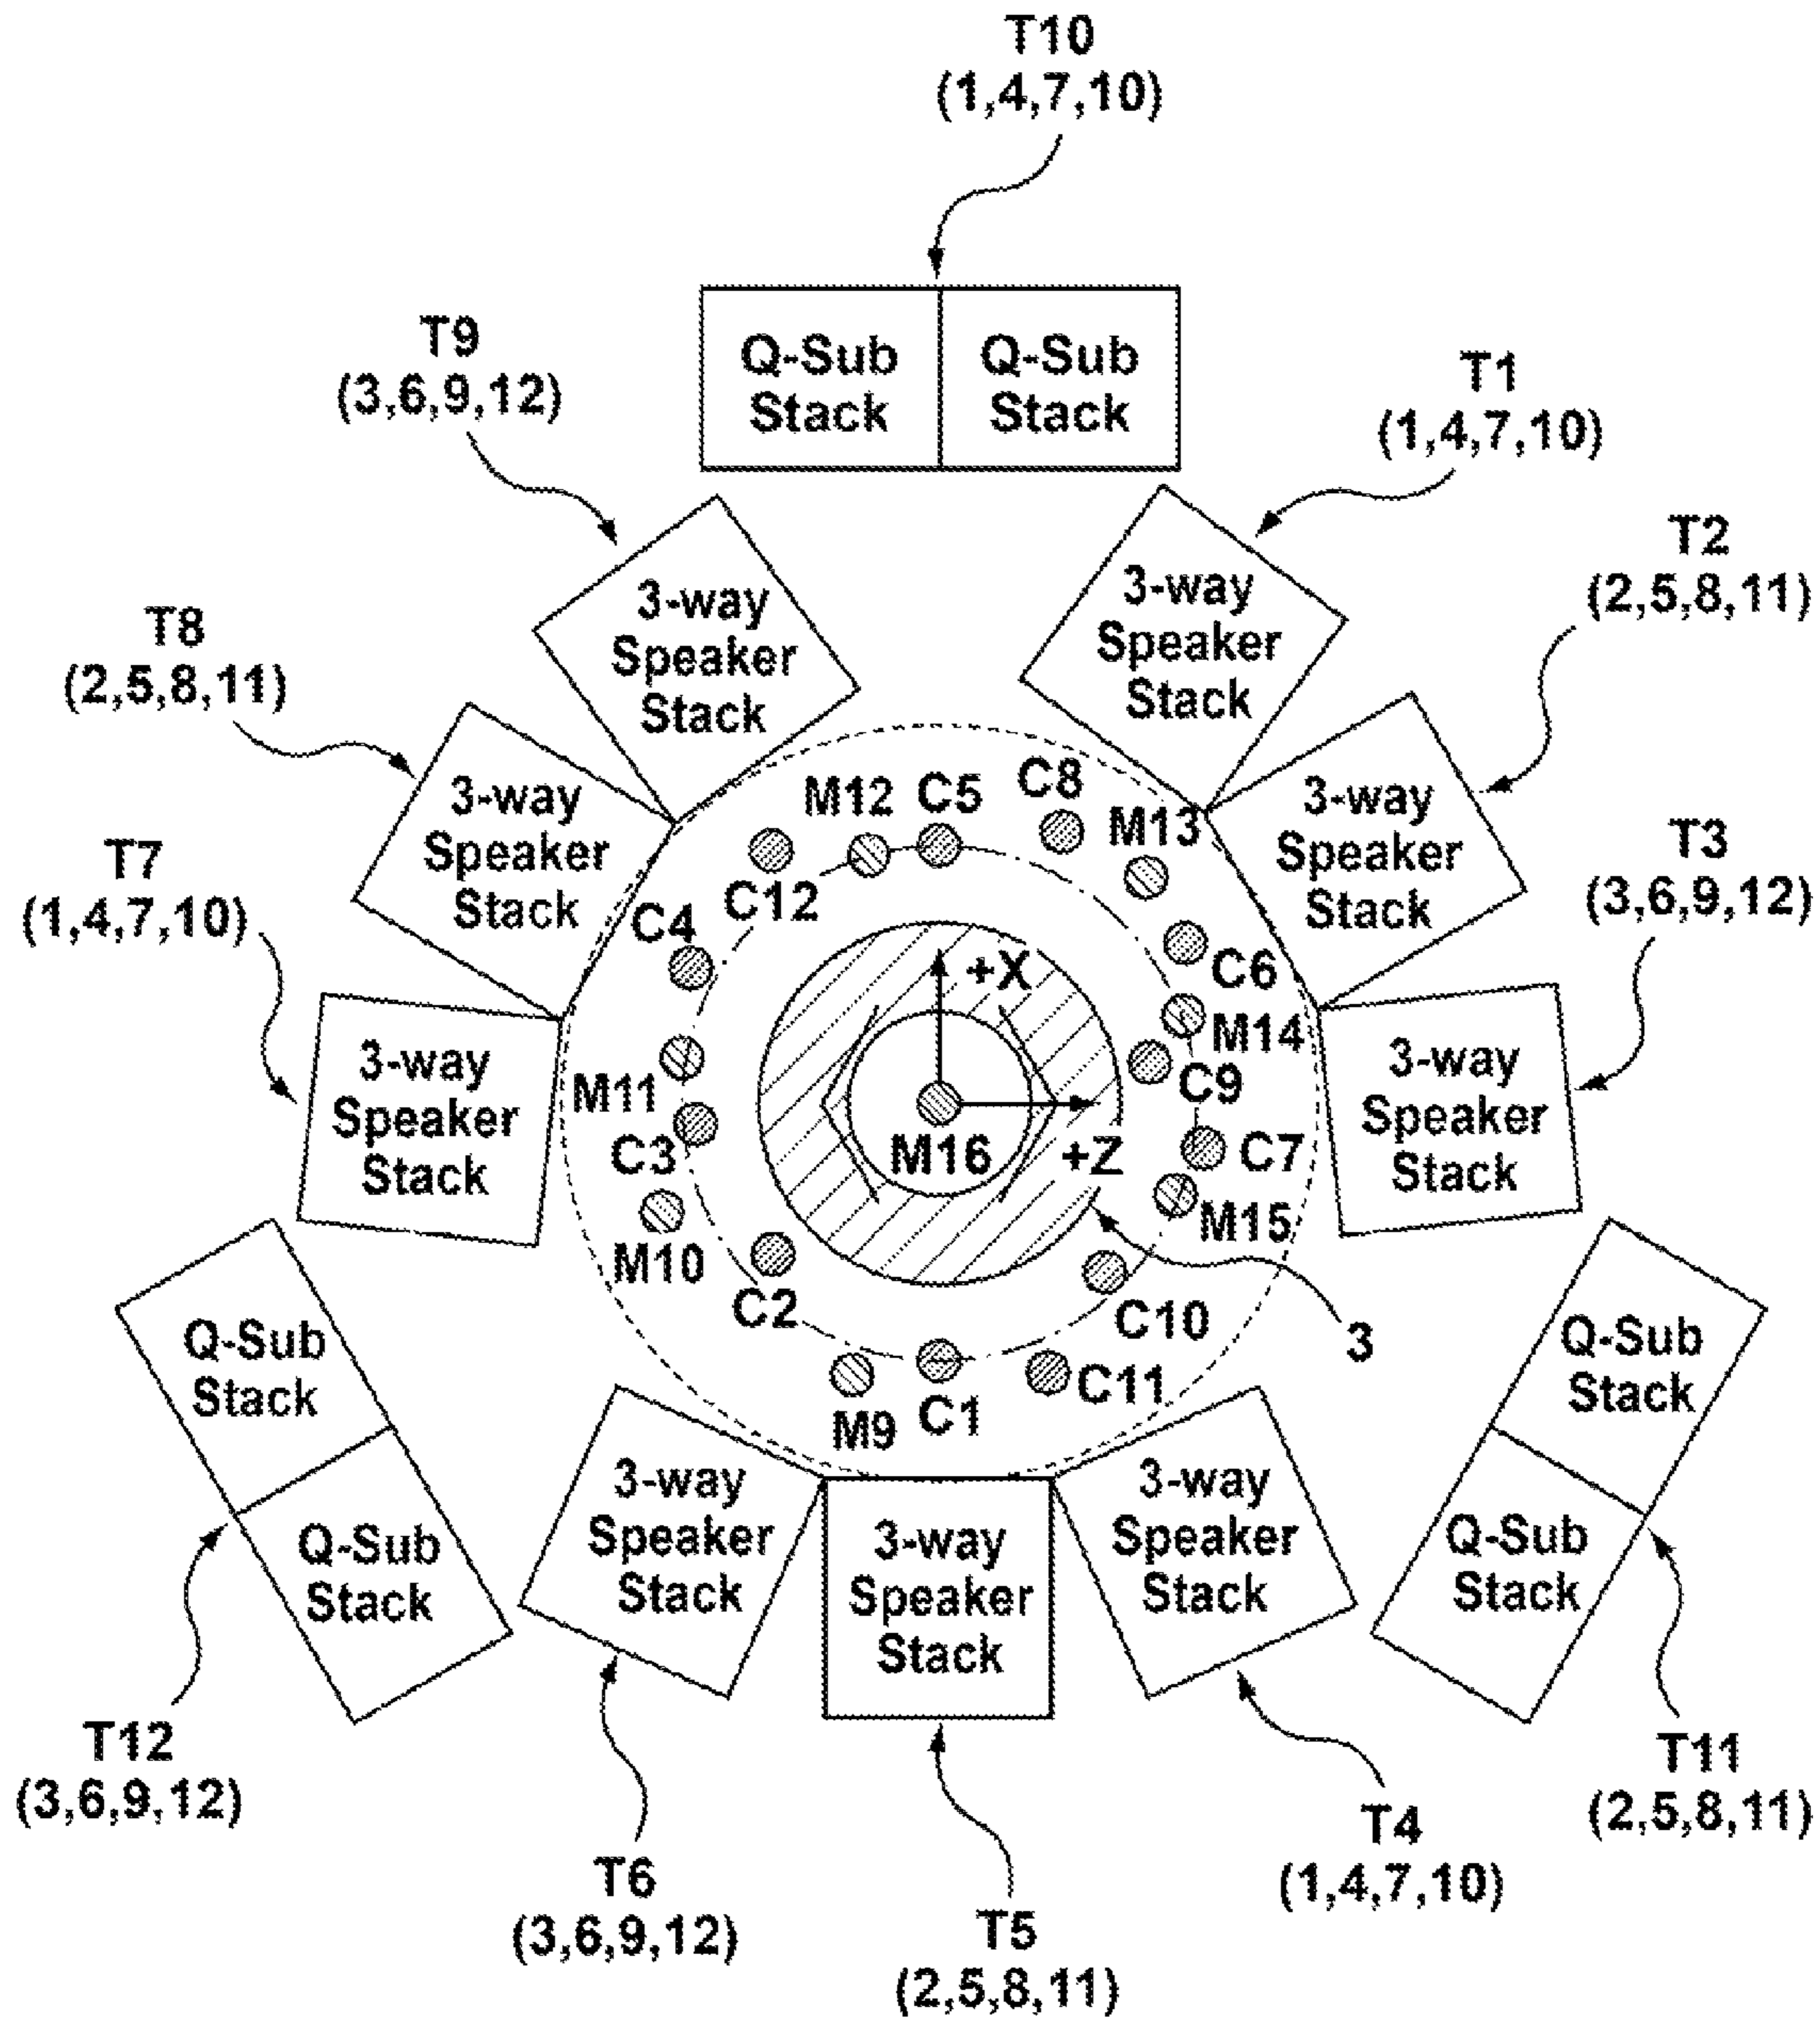 T10
(1,4,7,10)
Q-Sub
Stack
Q-Sub
Stack
T9
(3,6,9,12)
T1
(1,4,7,10)
3-way
Speaker
Stack
3-way
Speaker
Stack
T2
(2,5,8,11)
T8
(2,5,8,11)
3-way
Speaker
Stack
3-way
Speaker
Stack
T3
(3,6,9,12)
T7
(1,4,7,10)
3-way
Speaker
Stack
3-way
Speaker
Stack
M12
C5
C8
M13
C12
C4
C6
+X
M14
M11
C9
C3
M16
+Z
C7
M15
M10
C2
C10
3
C11
C1
M9
Q-Sub
Stack
Q-Sub
Stack
Q-Sub
Stack
Q-Sub
Stack
3-way
Speaker
Stack
3-way
Speaker
Stack
3-way
Speaker
Stack
T12
(3,6,9,12)
T11
(2,5,8,11)
T6
(3,6,9,12)
T4
(1,4,7,10)
T5
(2,5,8,11)